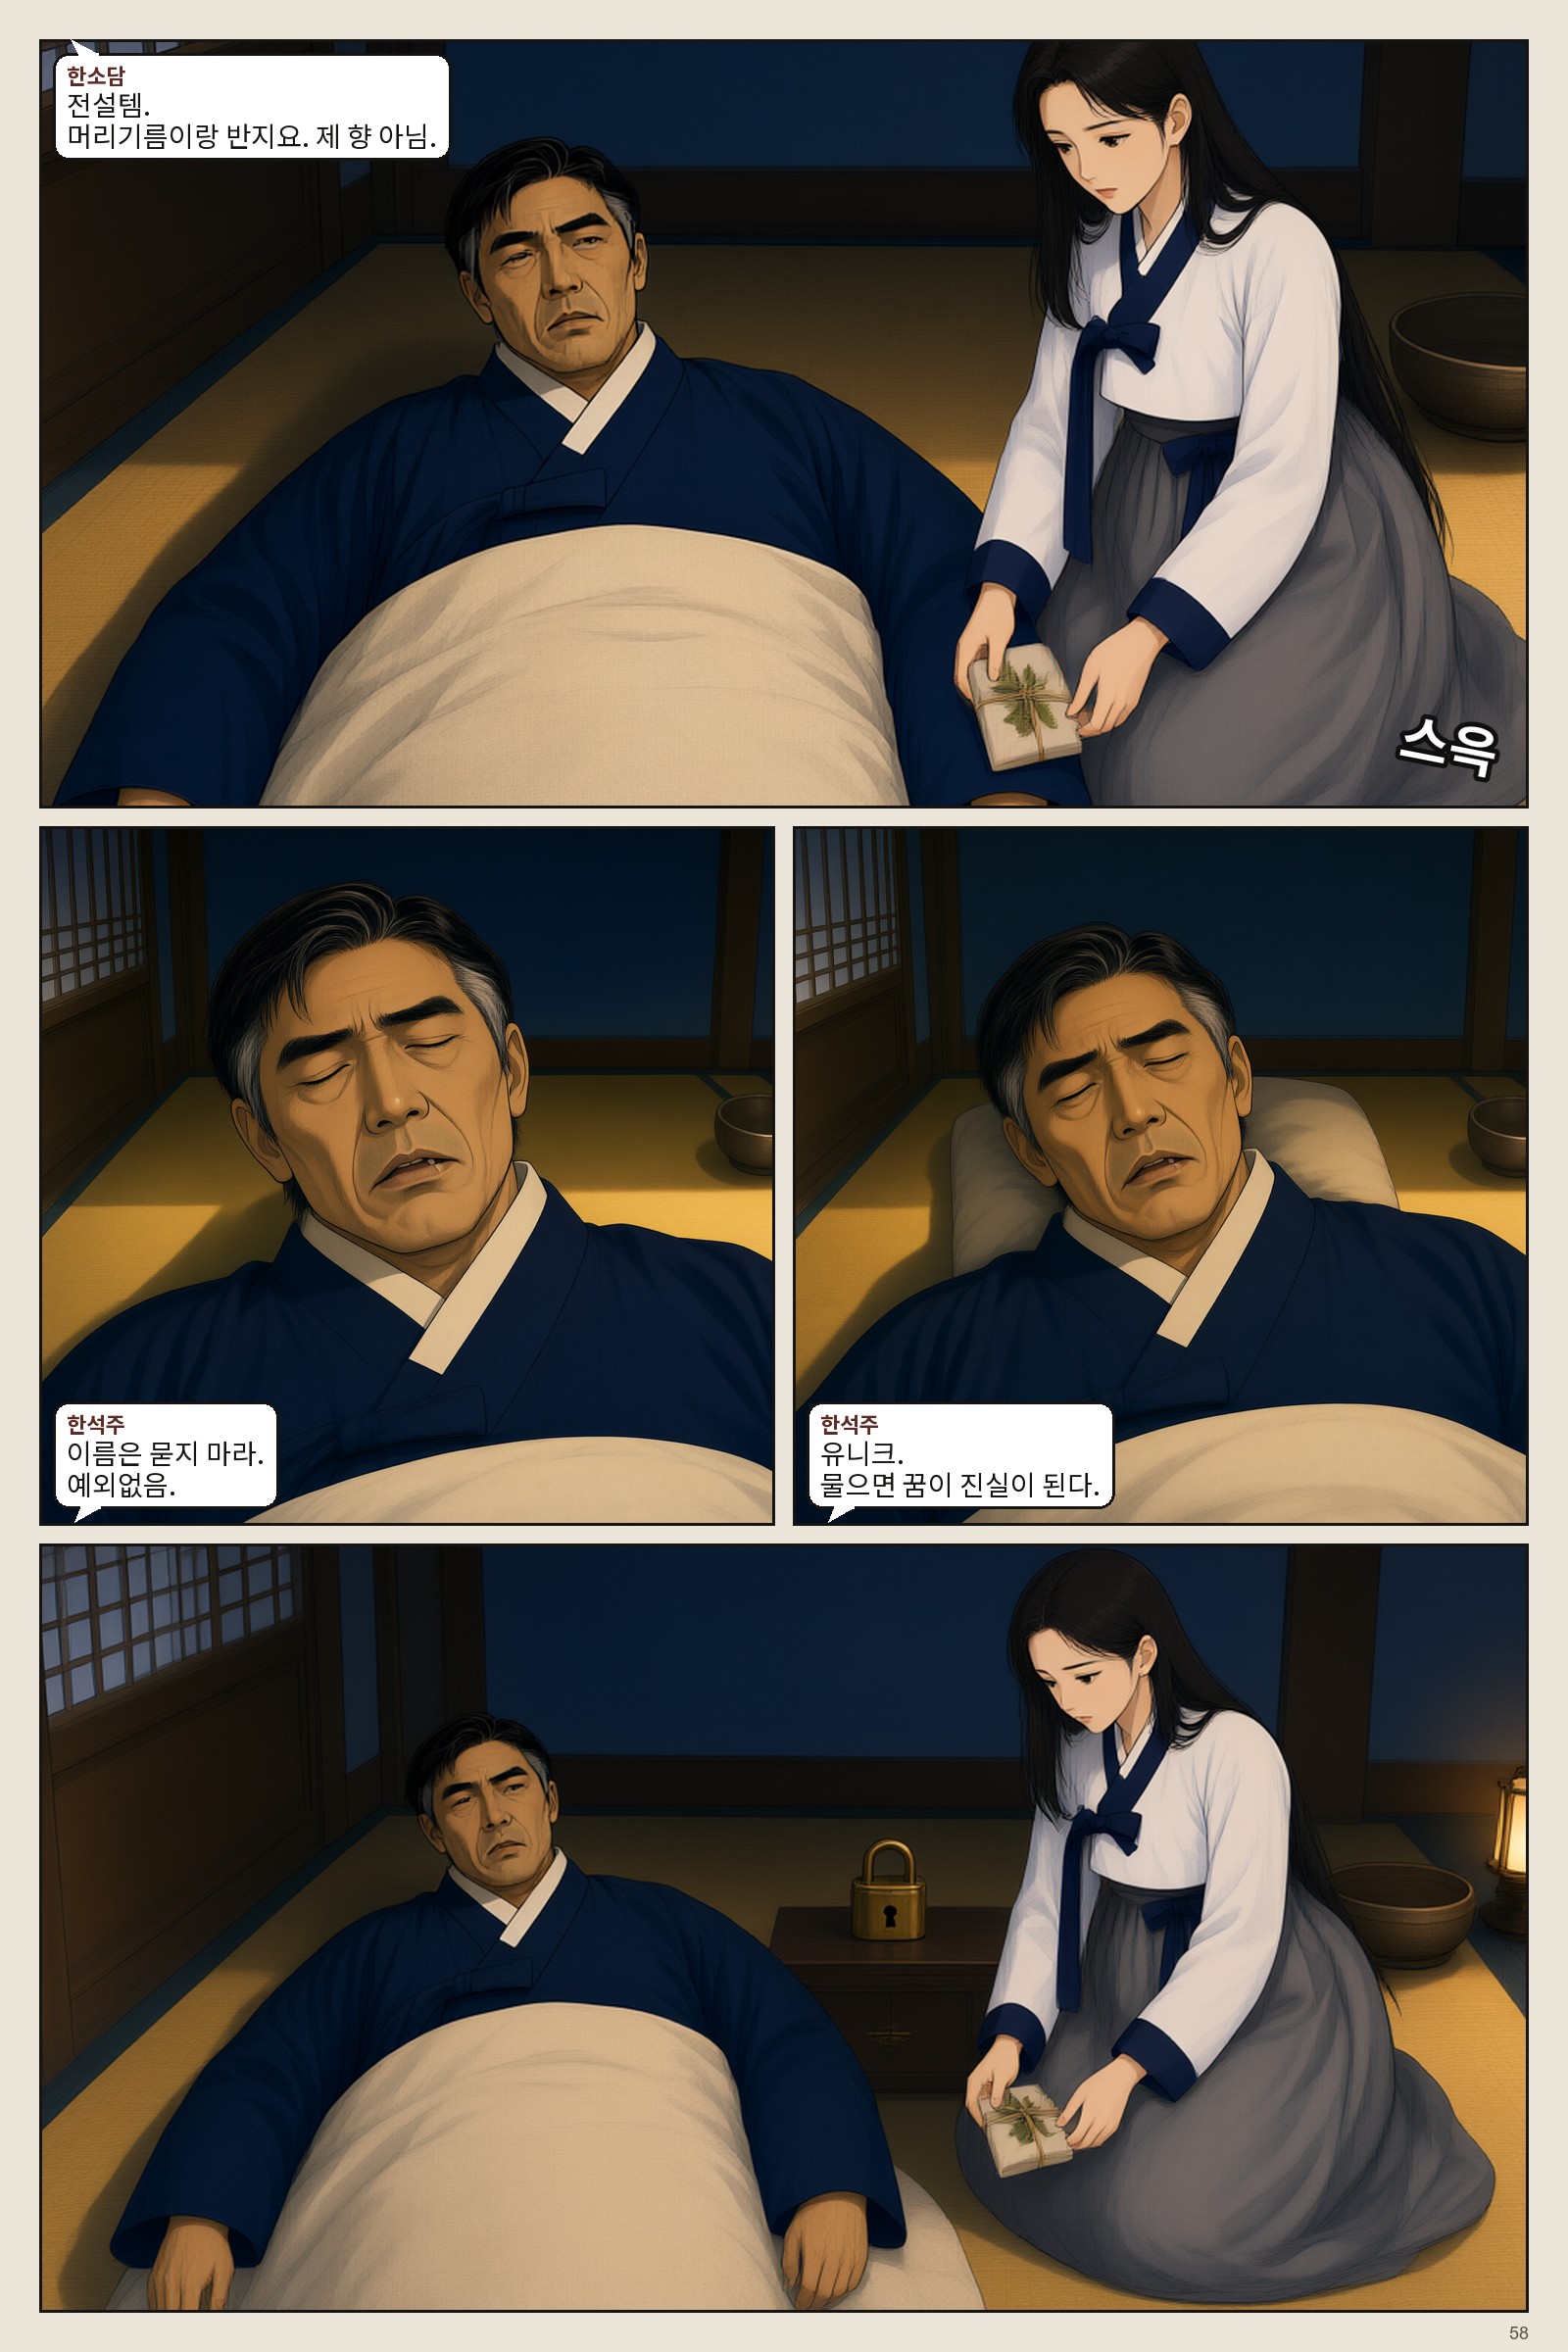 한소담
전설템.
머리기름이랑 반지요. 제 향 아님.
스윽
한석주
이름은 묻지 마라.
예외없음.
한석주
유니크.
물으면 꿈이 진실이 된다.
58